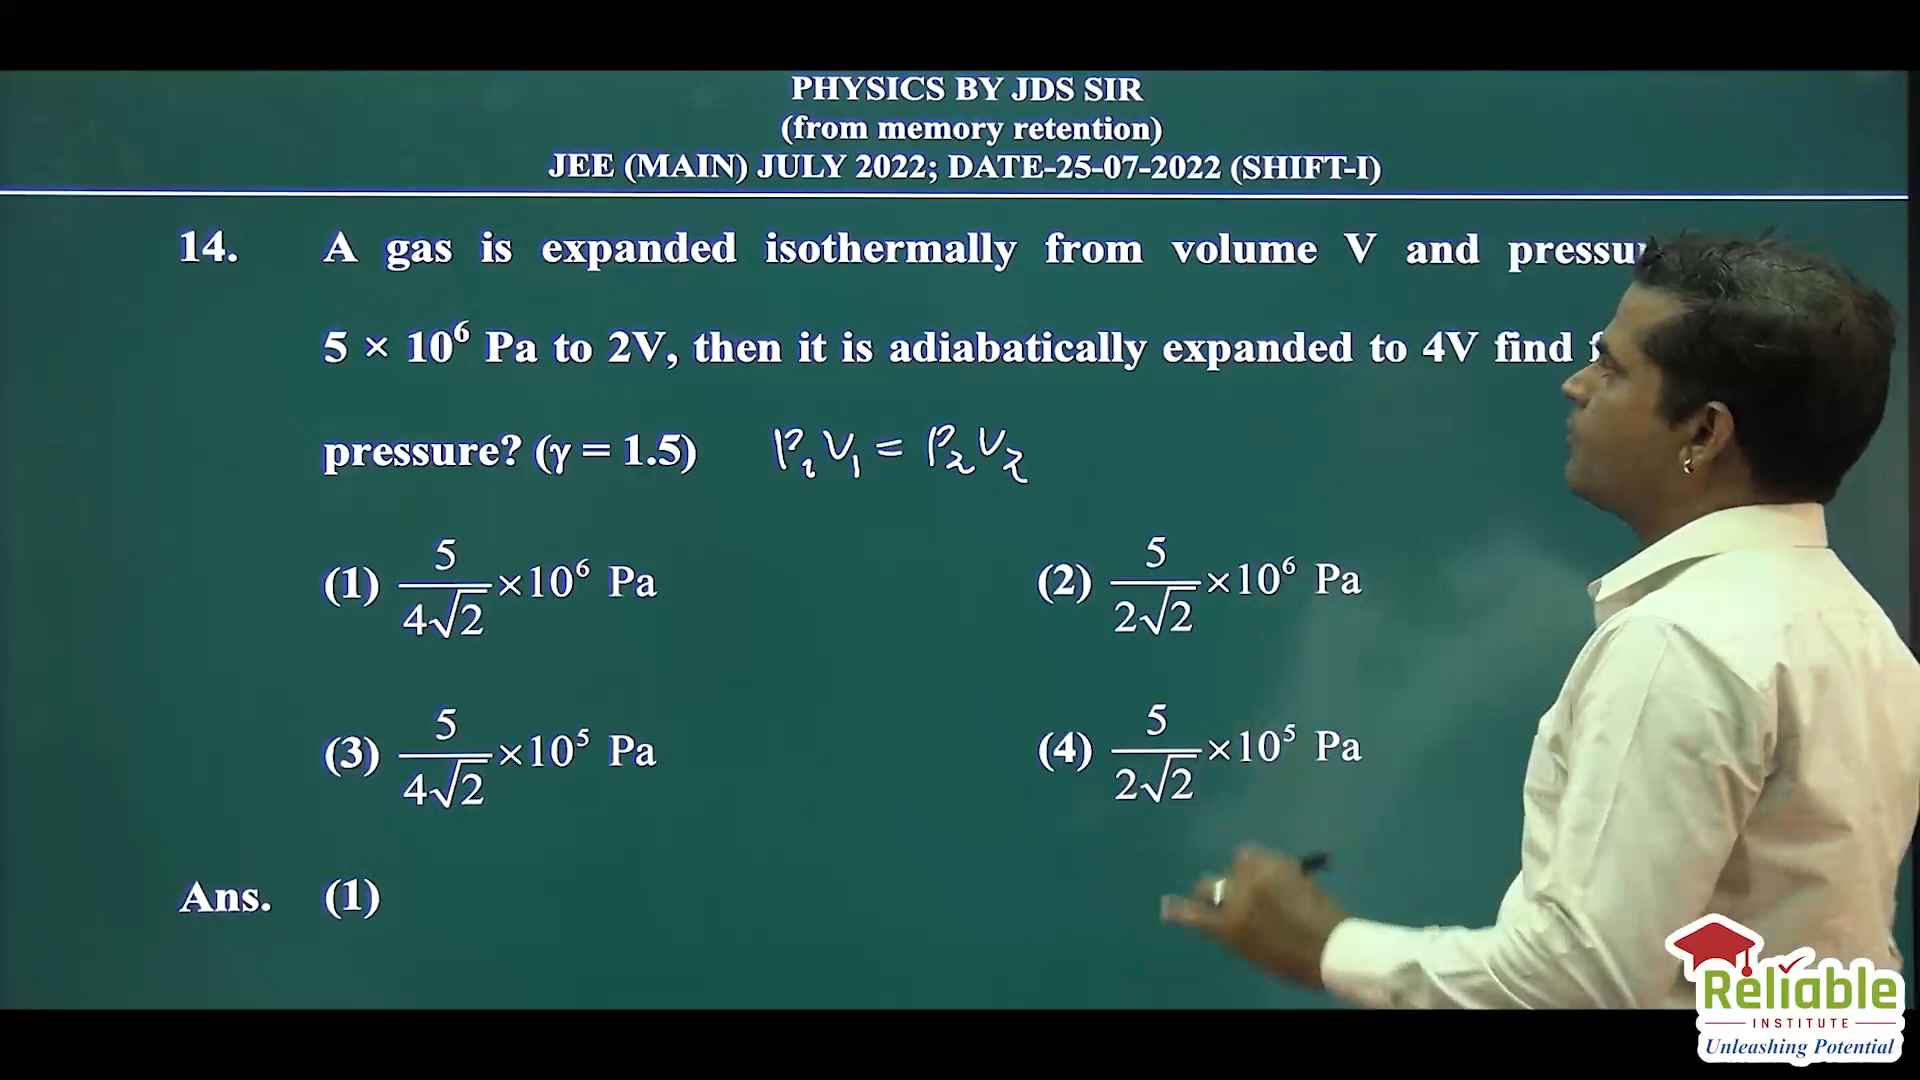 PHYSICS BY JDS SIR
(from memory retention)
JEE (MAIN) JULY 2022; DATE-25-07-2022 (SHIFT-I)
14. A gas is expanded isothermally from volume V and
5 × 10⁶ Pa to 2V, then it is adiabatically expanded to 4V find
pressure? (γ = 1.5) P₁V₁ = P₂V₂
(1) 5/(4√2) ×10⁶ Pa (2) 5/(2√2) ×10⁶ Pa
(3) 5/(4√2) ×10⁵ Pa (4) 5/(2√2) ×10⁵ Pa
Ans. (1)
Reliable
INSTITUTE
Unleashing Potential